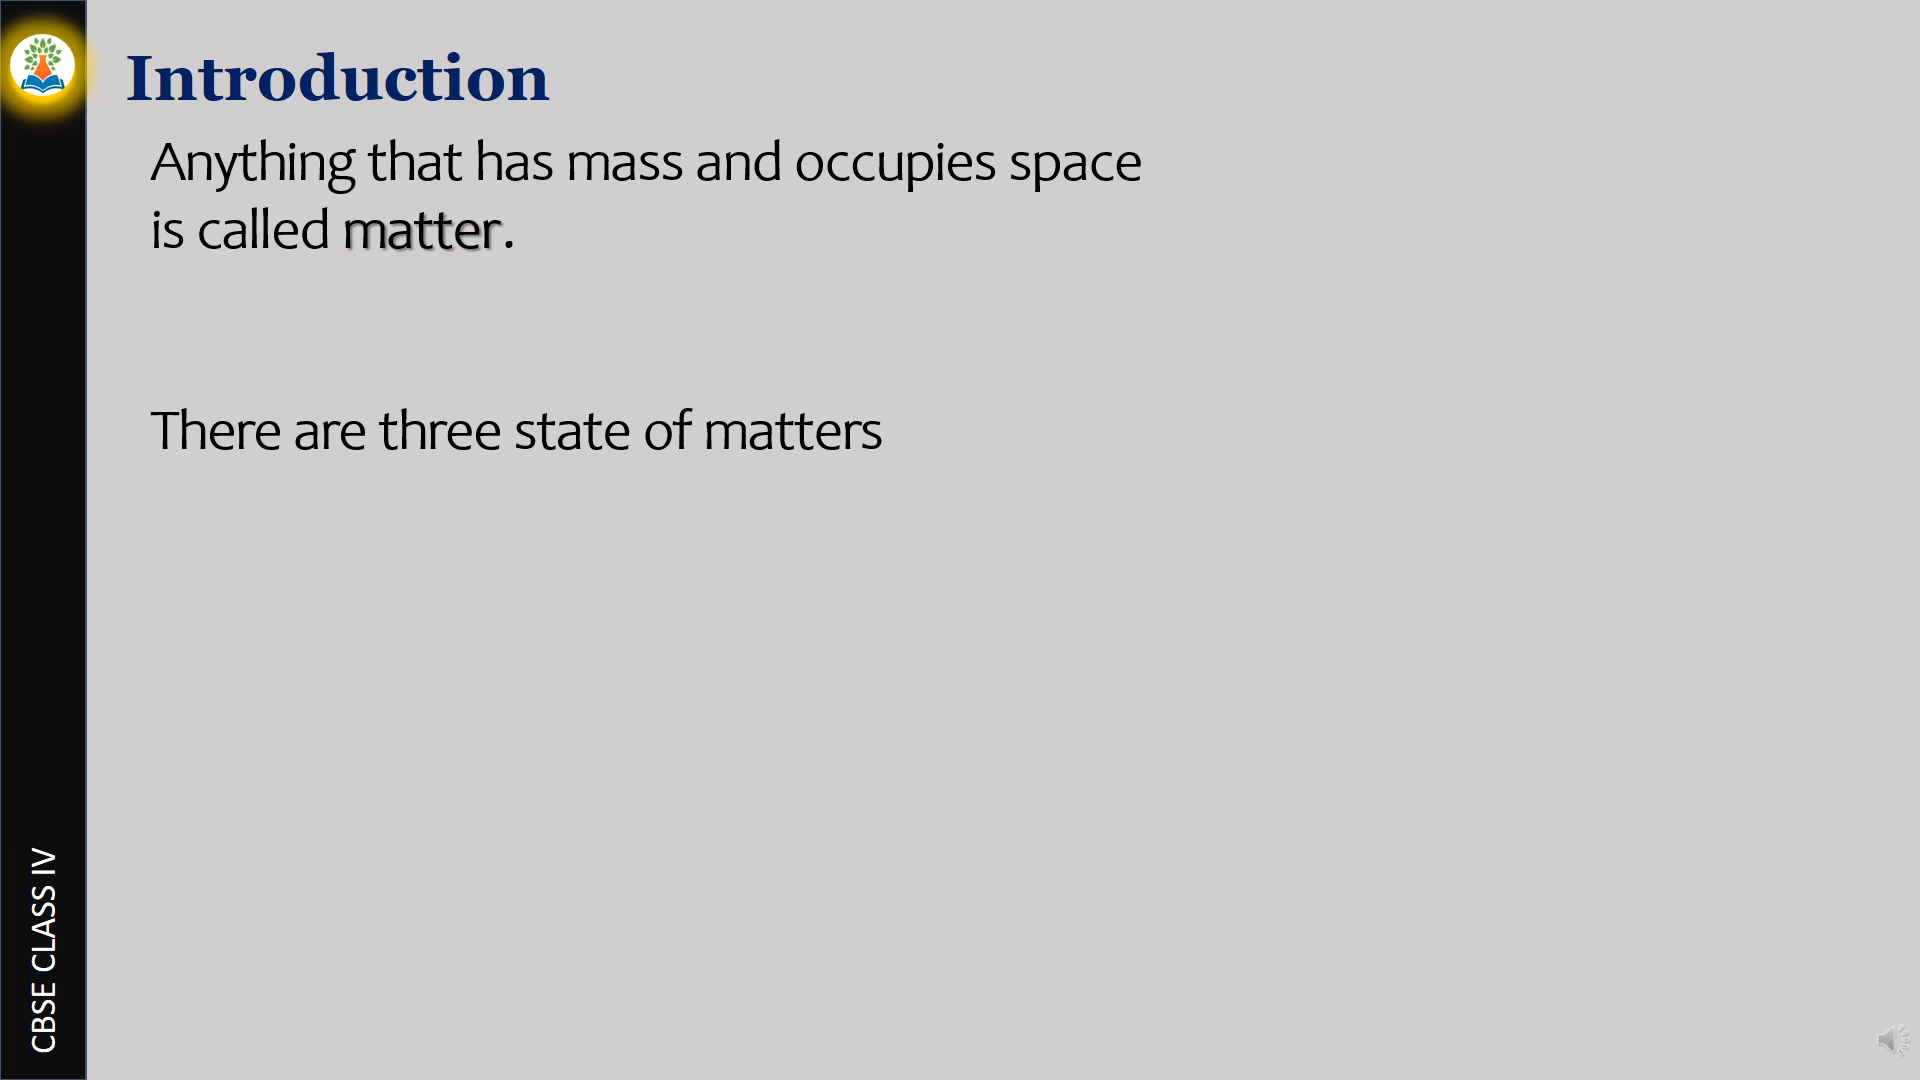 Introduction
Anything that has mass and occupies space
is called matter.
There are three state of matters
CBSE CLASS IV